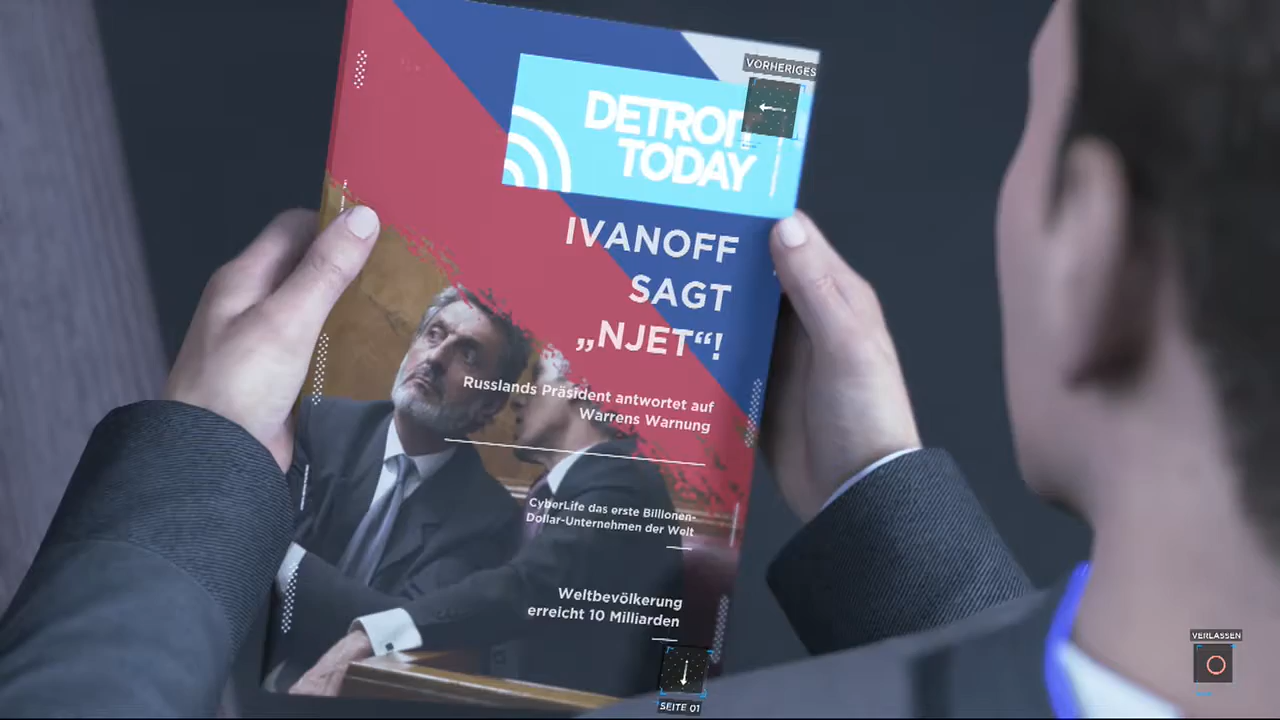 VORHERIGES
DETROIT
TODAY
IVANOFF
SAGT
„NJET“!
Russlands Präsident antwortet auf
Warrens Warnung
CyberLife das erste Billionen-
Dollar-Unternehmen der Welt
Weltbevölkerung
erreicht 10 Milliarden
SEITE 01
VERLASSEN